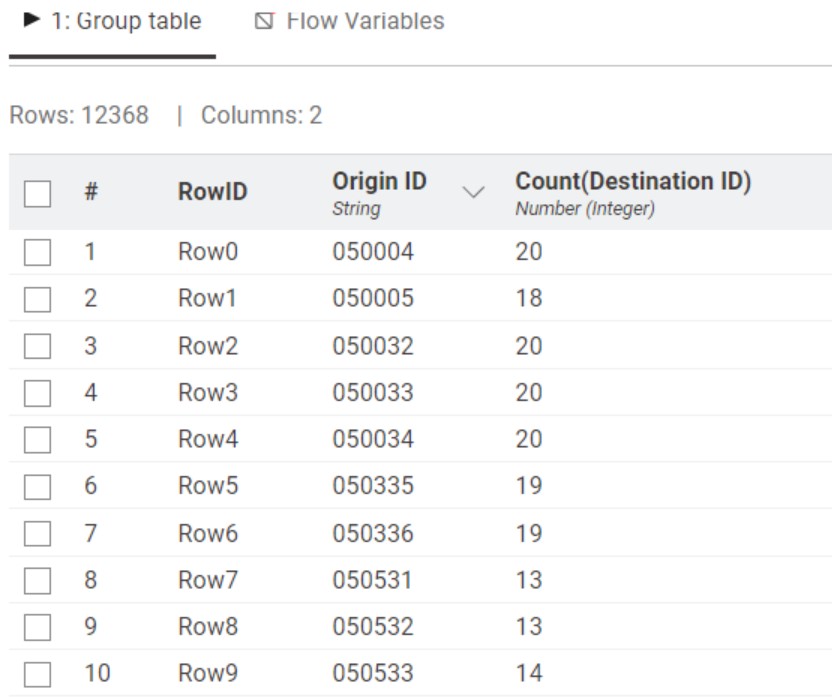 1: Group table Flow Variables
Rows: 12368 | Columns: 2
# RowID Origin ID Count(Destination ID)
String Number (Integer)
1 Row0 050004 20
2 Row1 050005 18
3 Row2 050032 20
4 Row3 050033 20
5 Row4 050034 20
6 Row5 050335 19
7 Row6 050336 19
8 Row7 050531 13
9 Row8 050532 13
10 Row9 050533 14